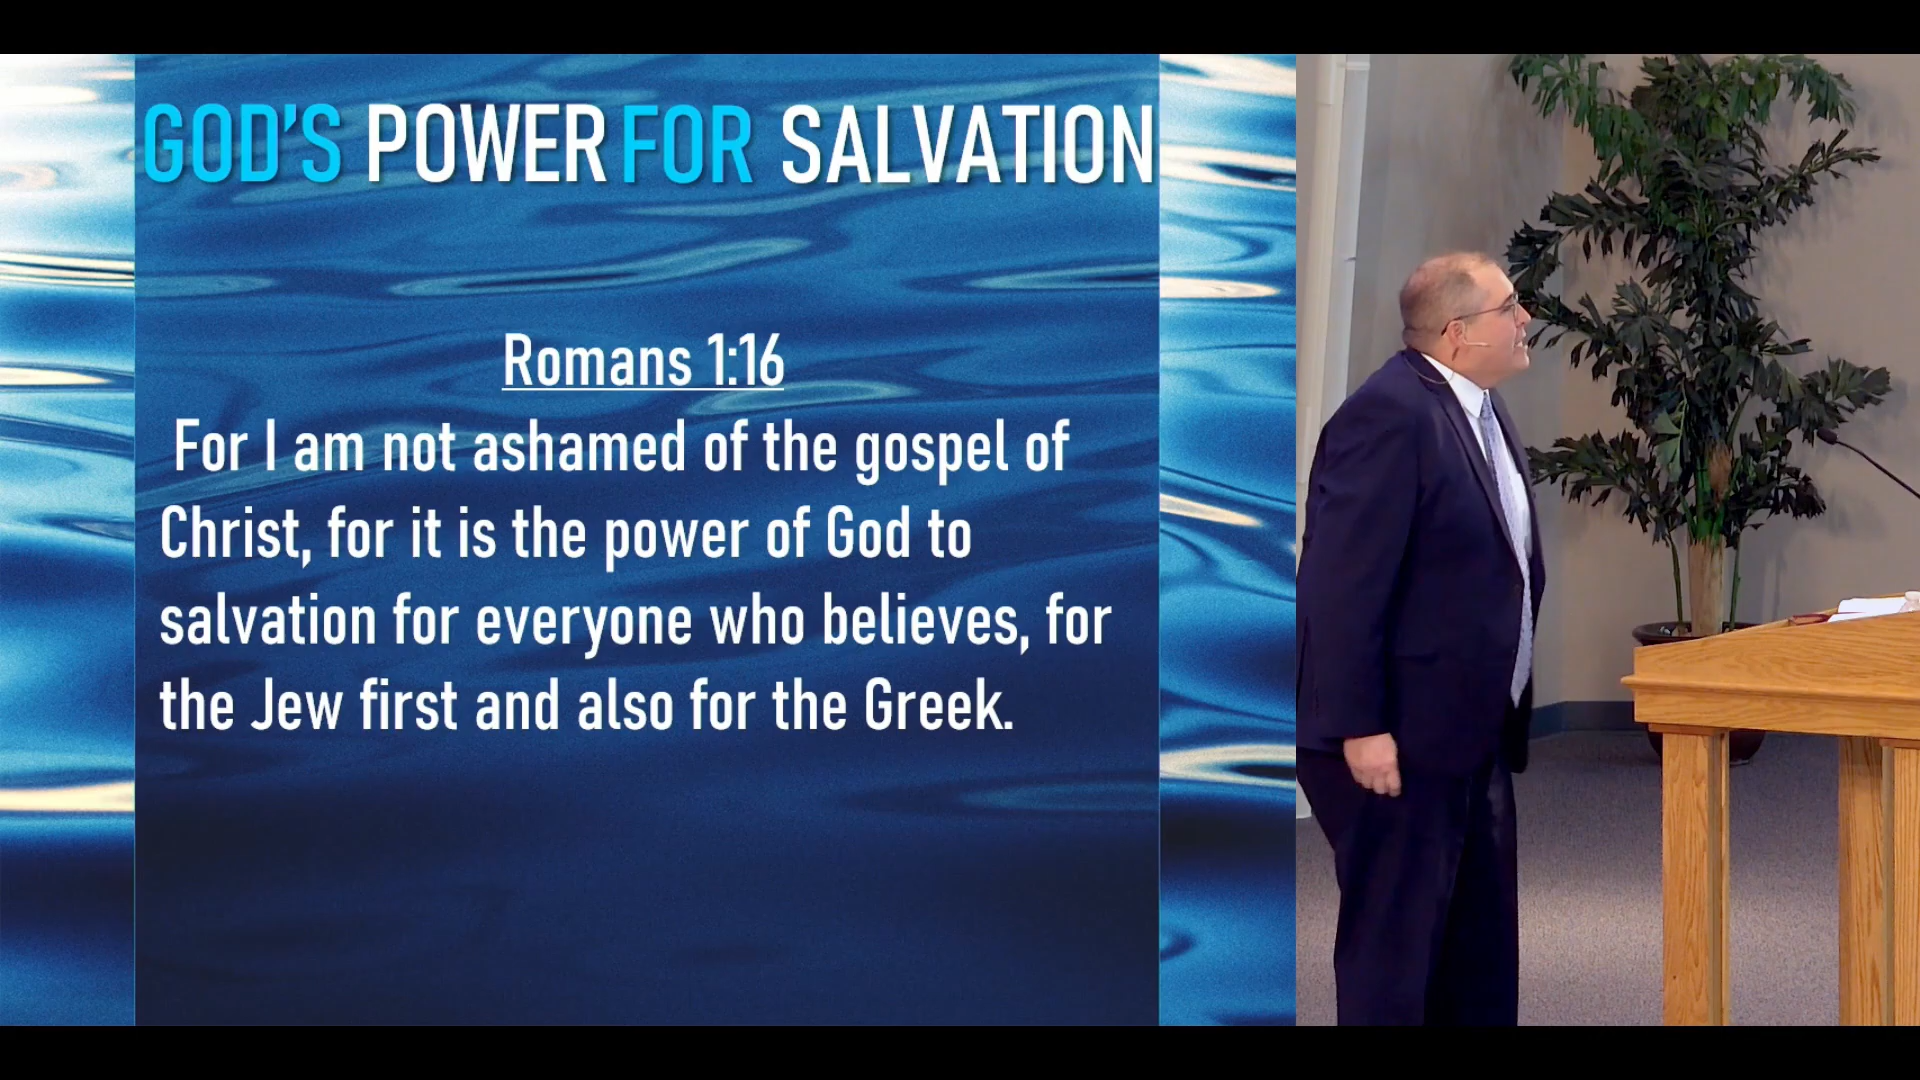 GOD'S POWER FOR SALVATION
Romans 1:16
For I am not ashamed of the gospel of
Christ, for it is the power of God to
salvation for everyone who believes, for
the Jew first and also for the Greek.